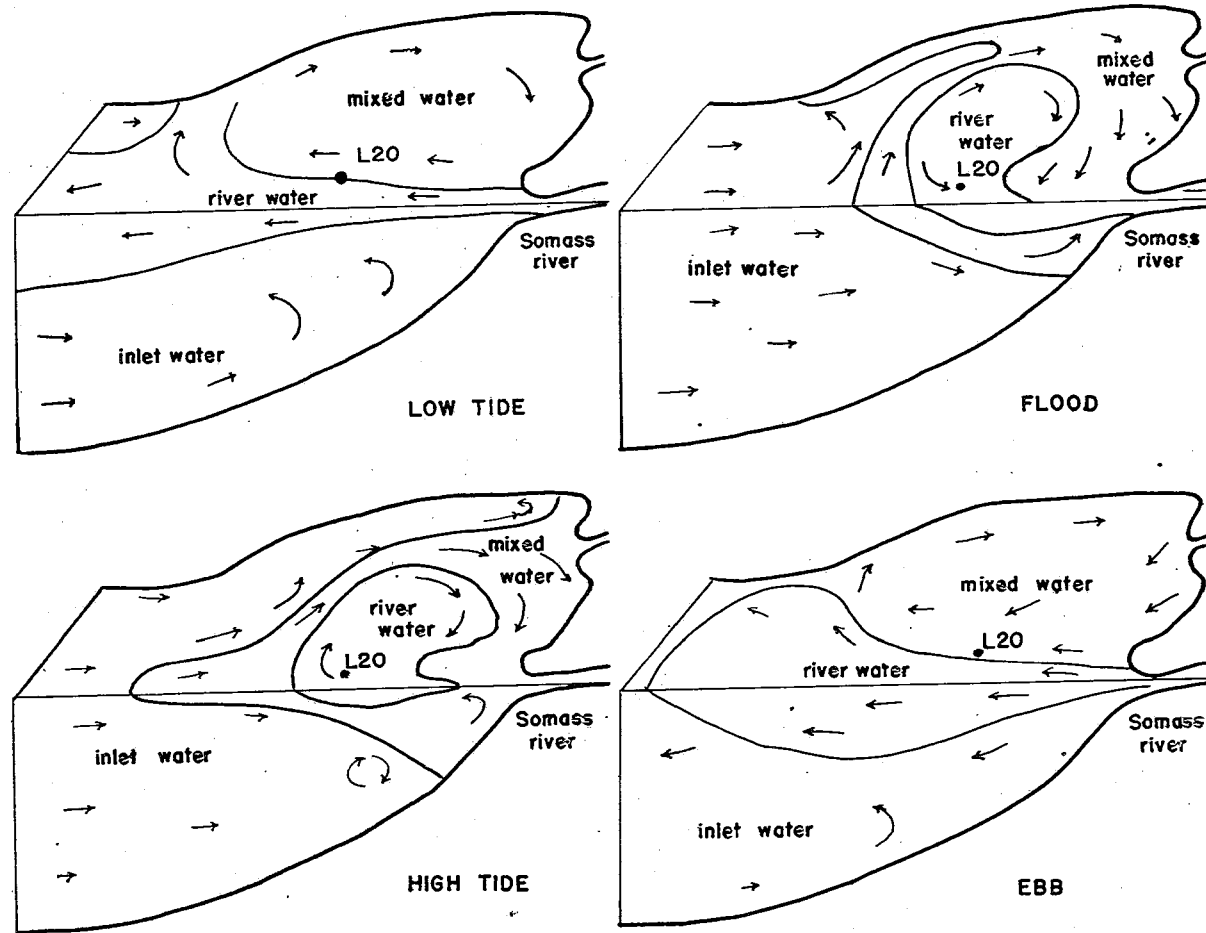 mixed water
L20
river water
Somass
river
inlet water
LOW TIDE
mixed
water
river
water
L20
Somass
river
inlet water
FLOOD
mixed
water
river
water
L20
Somass
river
inlet water
HIGH TIDE
mixed water
L20
river water
Somass
river
inlet water
EBB